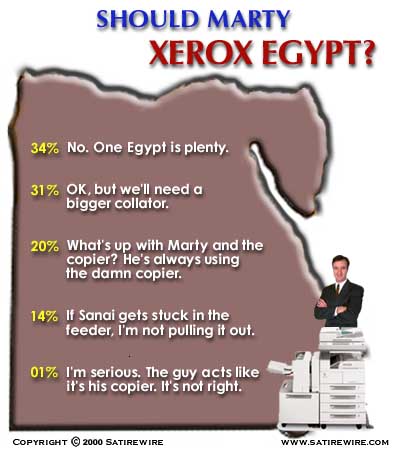 SHOULD MARTY
XEROX EGYPT?
34% No. One Egypt is plenty.
31% OK, but we'll need a
bigger collator.
20% What's up with Marty and the
copier? He's always using
the damn copier.
14% If Sanai gets stuck in the
feeder, I'm not pulling it out.
01% I'm serious. The guy acts like
it's his copier. It's not right.
COPYRIGHT © 2000 SATIREWIRE
WWW.SATIREWIRE.COM